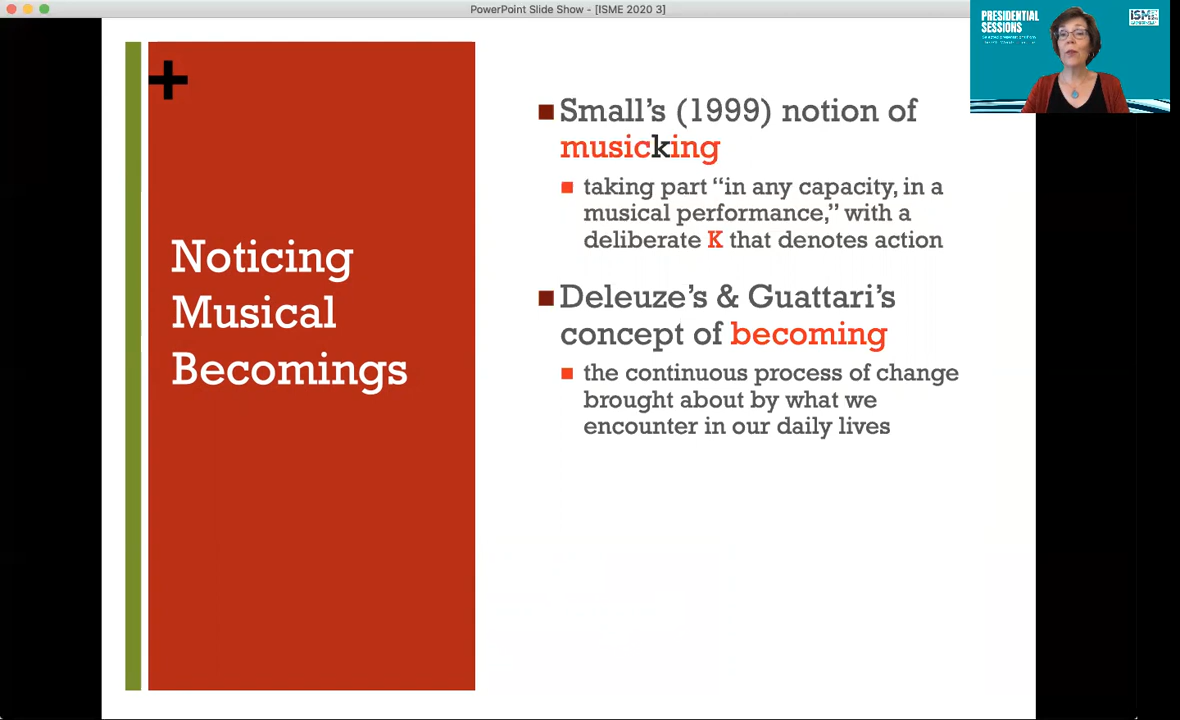 PowerPoint Slide Show - [ISME 2020 3]
PRESIDENTIAL
SESSIONS
ISME
+
Noticing
Musical
Becomings
Small’s (1999) notion of
musicking
taking part “in any capacity, in a
musical performance,” with a
deliberate K that denotes action
Deleuze’s & Guattari’s
concept of becoming
the continuous process of change
brought about by what we
encounter in our daily lives